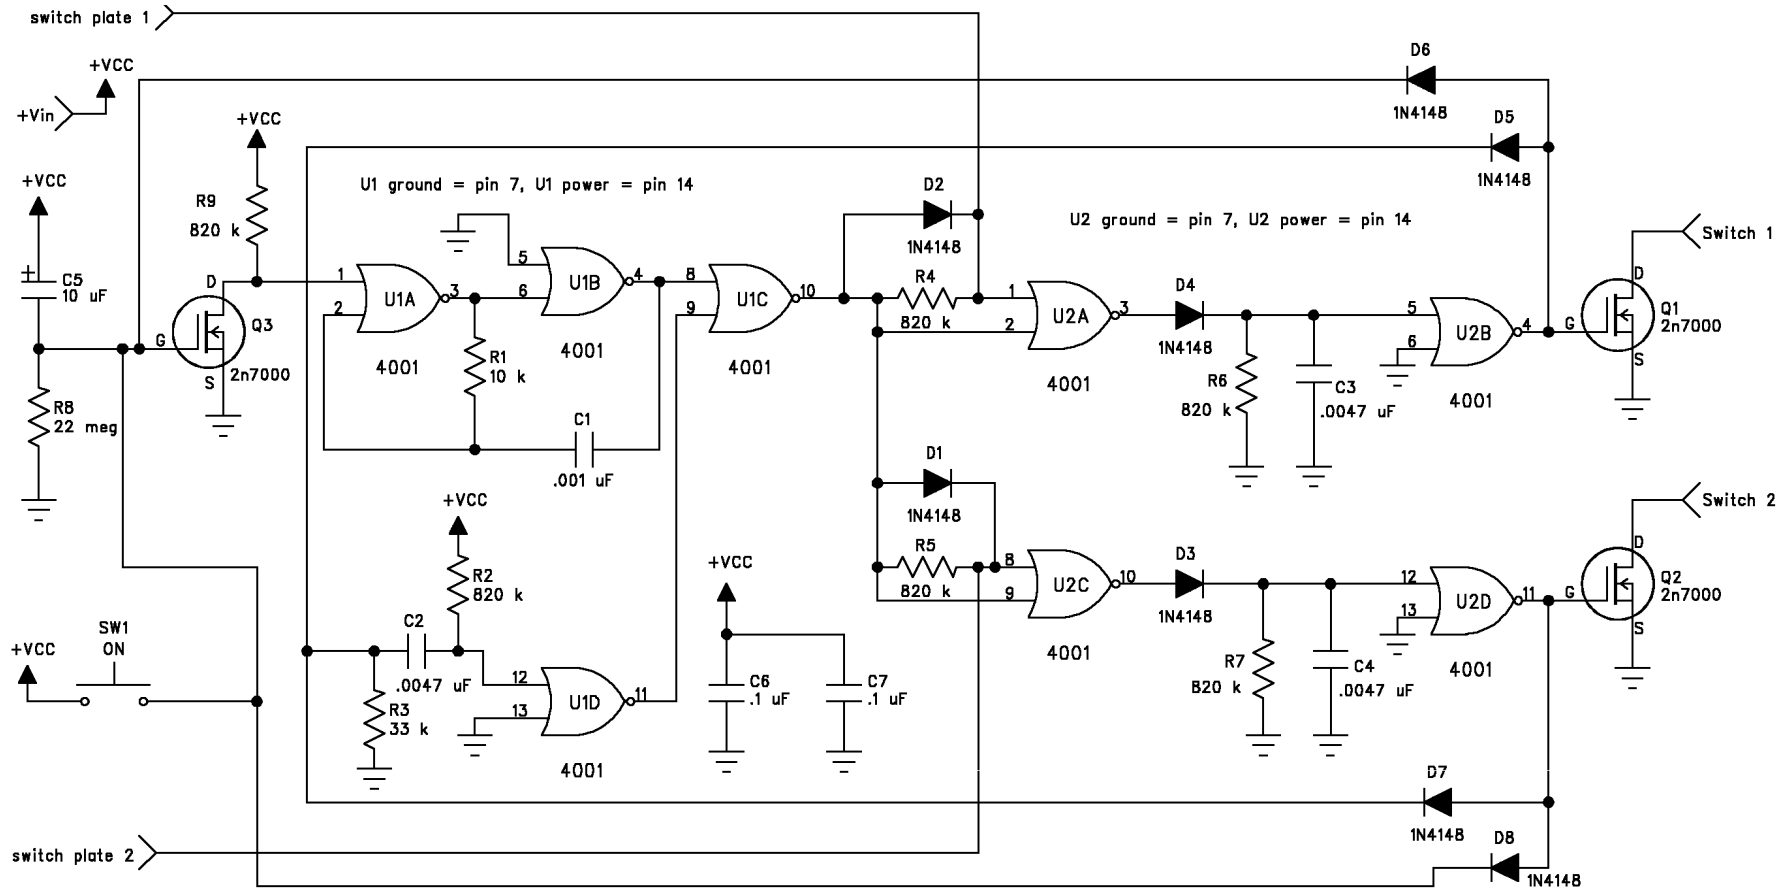 switch plate 1
+VCC
+Vin
+VCC
+VCC
R9
820 k
C5
10 uF
+
D
G
S
Q3
2n7000
R8
22 meg
U1 ground = pin 7, U1 power = pin 14
1
2
U1A
3
4001
R1
10 k
5
6
U1B
4
4001
C1
.001 uF
8
9
U1C
10
4001
D2
1N4148
R4
820 k
1
2
U2A
3
4001
U2 ground = pin 7, U2 power = pin 14
D6
1N4148
D5
1N4148
D4
1N4148
R6
820 k
C3
.0047 uF
5
6
U2B
4
4001
G
D
S
Q1
2n7000
Switch 1
+VCC
R2
820 k
C2
.0047 uF
R3
33 k
12
13
U1D
11
4001
+VCC
C6
.1 uF
C7
.1 uF
D1
1N4148
R5
820 k
8
9
U2C
10
4001
D3
1N4148
R7
820 k
C4
.0047 uF
12
13
U2D
11
4001
G
D
S
Q2
2n7000
Switch 2
SW1
ON
+VCC
D7
1N4148
D8
1N4148
switch plate 2